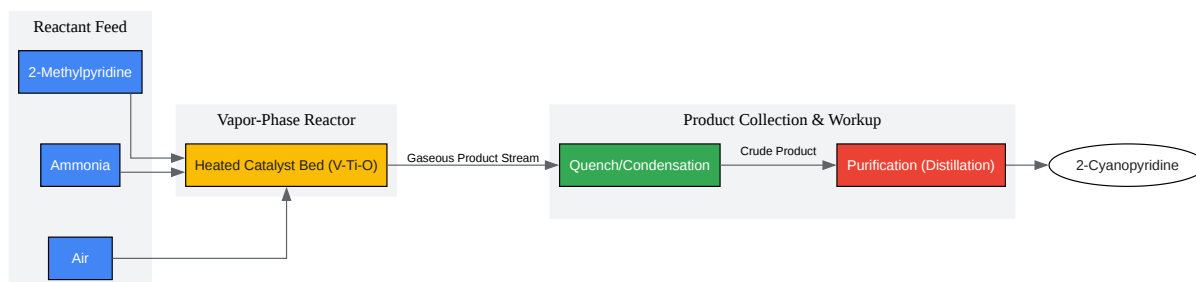 Reactant Feed
2-Methylpyridine
Ammonia
Air
Vapor-Phase Reactor
Heated Catalyst Bed (V-Ti-O)
Gaseous Product Stream
Product Collection & Workup
Quench/Condensation
Crude Product
Purification (Distillation)
2-Cyanopyridine